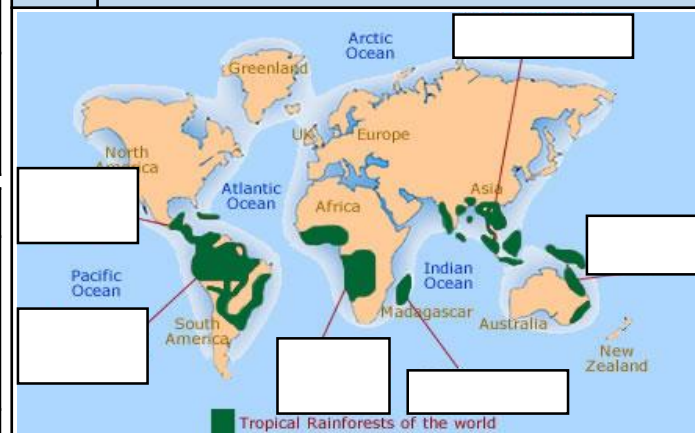 Arctic
Ocean
Greenland
UK
Europe
North
America
Atlantic
Ocean
Asia
Africa
Pacific
Ocean
Indian
Ocean
South
America
Madagascar
Australia
New
Zealand
Tropical Rainforests of the world